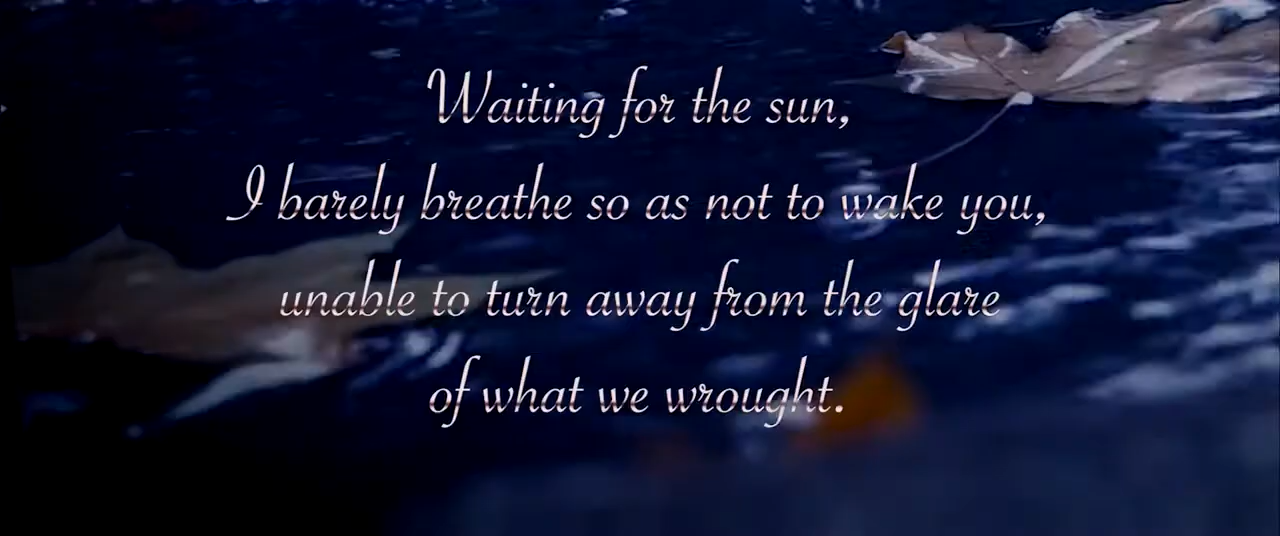 Waiting for the sun,
I barely breathe so as not to wake you,
unable to turn away from the glare
of what we wrought.